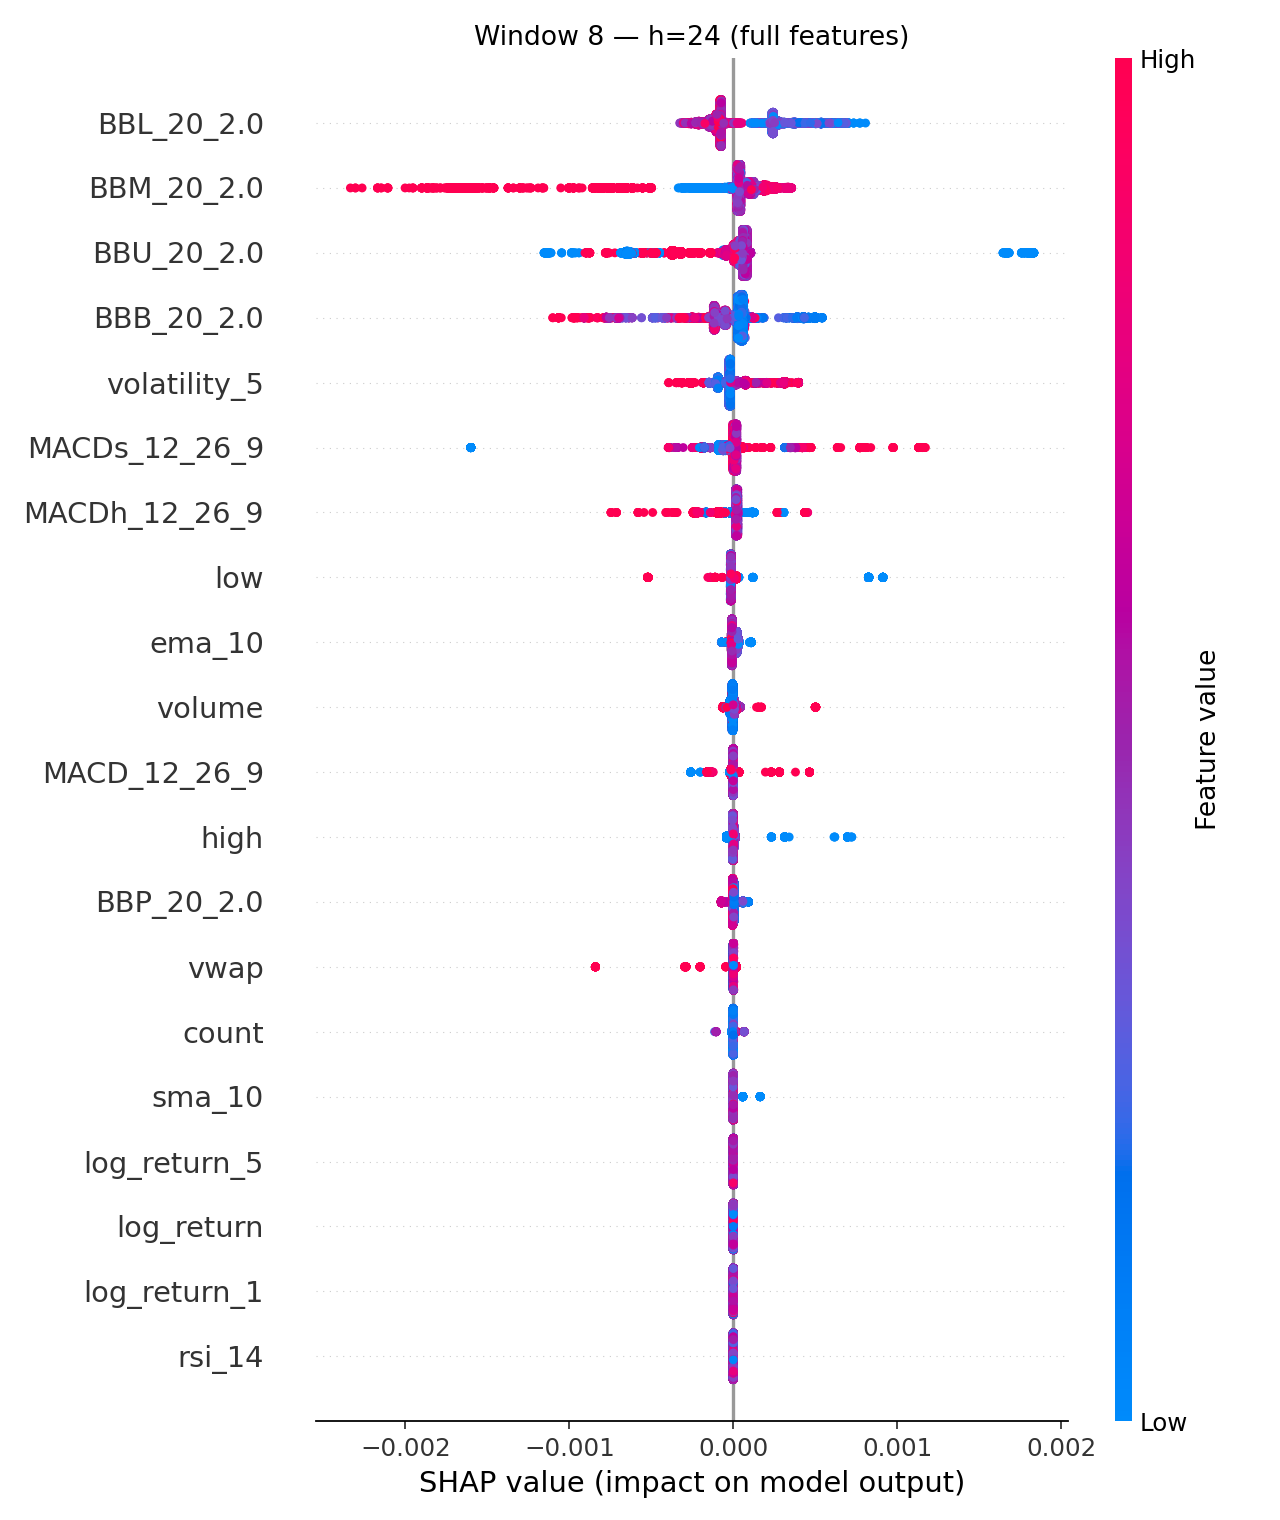 Window 8 — h=24 (full features)
High
BBL_20_2.0
BBM_20_2.0
BBU_20_2.0
BBB_20_2.0
volatility_5
MACDs_12_26_9
MACDh_12_26_9
low
ema_10
volume
MACD_12_26_9
high
BBP_20_2.0
vwap
count
sma_10
log_return_5
log_return
log_return_1
rsi_14
Feature value
Low
−0.002 −0.001 0.000 0.001 0.002
SHAP value (impact on model output)